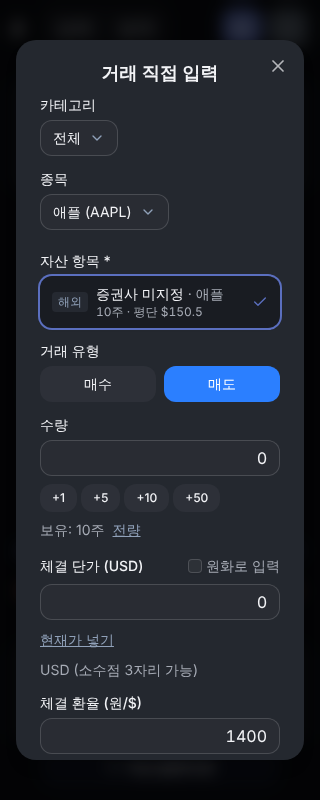 거래 직접 입력
카테고리
전체
종목
애플 (AAPL)
자산 항목 *
해외
증권사 미지정 · 애플
10주 · 평단 $150.5
거래 유형
매수 매도
수량
0
+1 +5 +10 +50
보유: 10주 전량
체결 단가 (USD) 원화로 입력
0
현재가 넣기
USD (소수점 3자리 가능)
체결 환율 (원/$)
1400